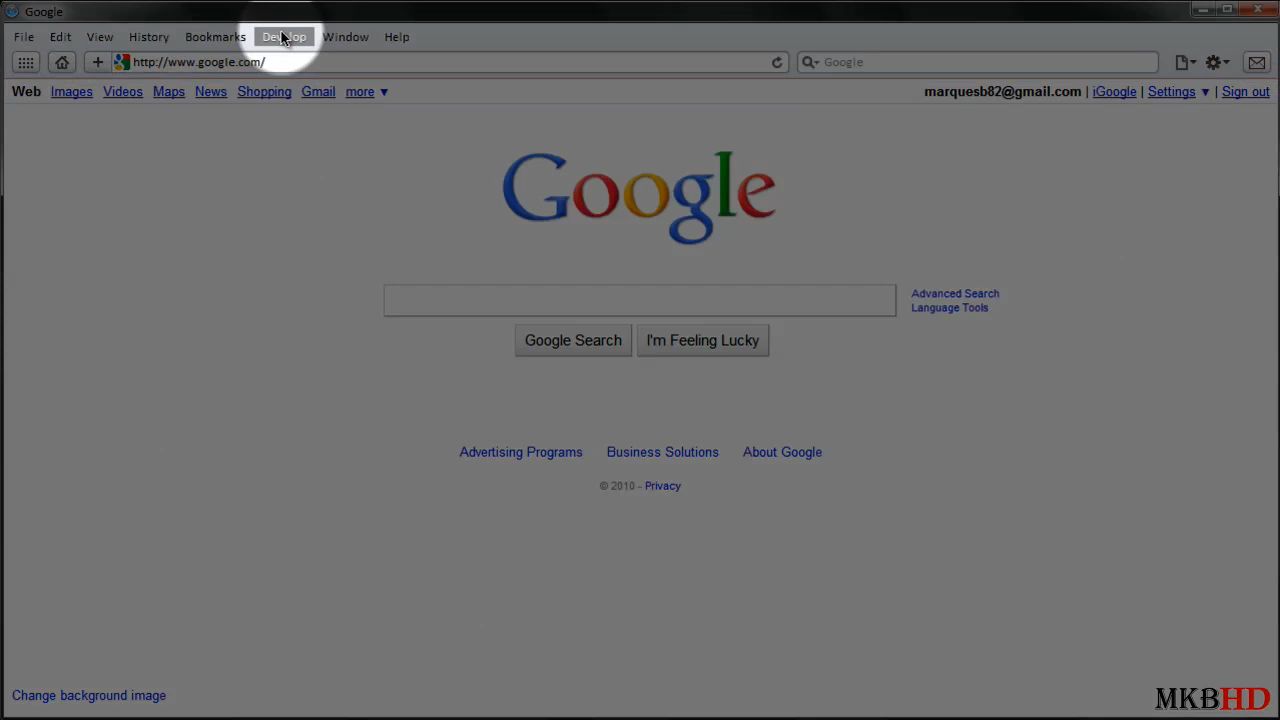 Google
File Edit View History Bookmarks Develop Window Help
http://www.google.com/ Google
Web Images Videos Maps News Shopping Gmail more ▼ marquesb82@gmail.com | iGoogle | Settings ▼ | Sign out
Google
Advanced Search
Language Tools
Google Search I'm Feeling Lucky
Advertising Programs Business Solutions About Google
© 2010 - Privacy
Change background image
MKBHD